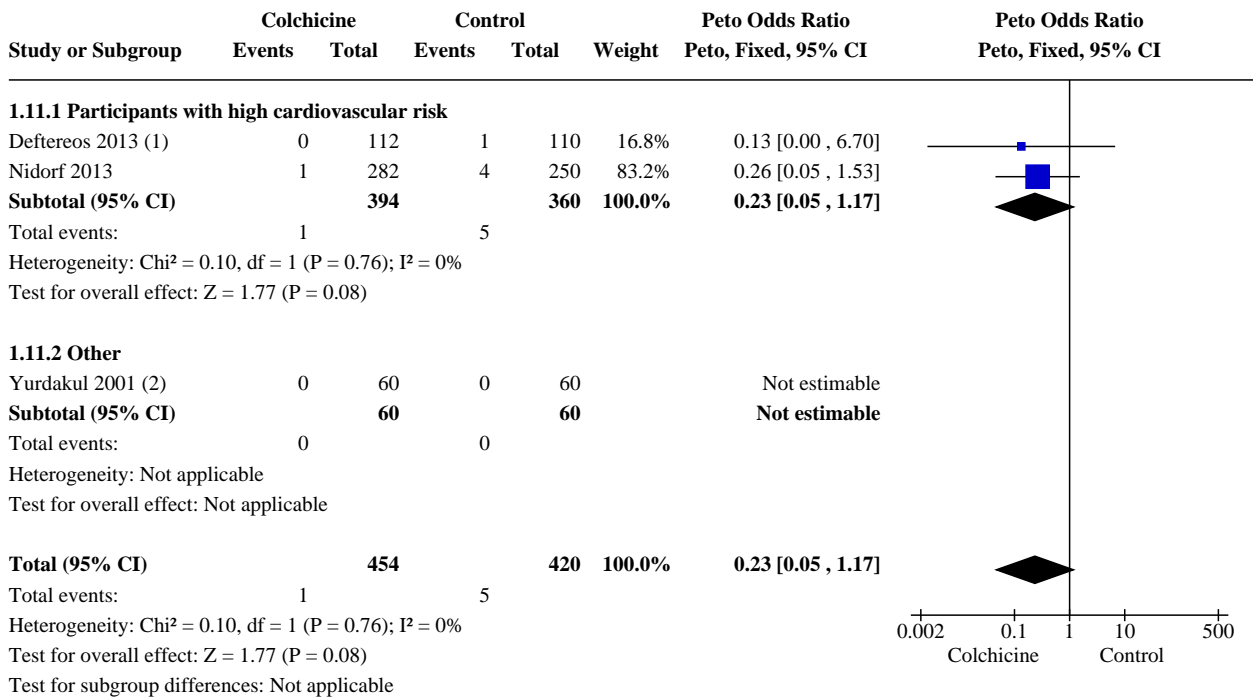 Colchicine Control Peto Odds Ratio Peto Odds Ratio
Study or Subgroup Events Total Events Total Weight Peto, Fixed, 95% CI Peto, Fixed, 95% CI
1.11.1 Participants with high cardiovascular risk
Deftereos 2013 (1) 0 112 1 110 16.8% 0.13 [0.00 , 6.70]
Nidorf 2013 1 282 4 250 83.2% 0.26 [0.05 , 1.53]
Subtotal (95% CI) 394 360 100.0% 0.23 [0.05 , 1.17]
Total events: 1 5
Heterogeneity: Chi² = 0.10, df = 1 (P = 0.76); I² = 0%
Test for overall effect: Z = 1.77 (P = 0.08)
1.11.2 Other
Yurdakul 2001 (2) 0 60 0 60 Not estimable
Subtotal (95% CI) 60 60 Not estimable
Total events: 0 0
Heterogeneity: Not applicable
Test for overall effect: Not applicable
Total (95% CI) 454 420 100.0% 0.23 [0.05 , 1.17]
Total events: 1 5
Heterogeneity: Chi² = 0.10, df = 1 (P = 0.76); I² = 0%
0.002 0.1 1 10 500
Test for overall effect: Z = 1.77 (P = 0.08)
Colchicine Control
Test for subgroup differences: Not applicable